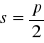 s = p/2